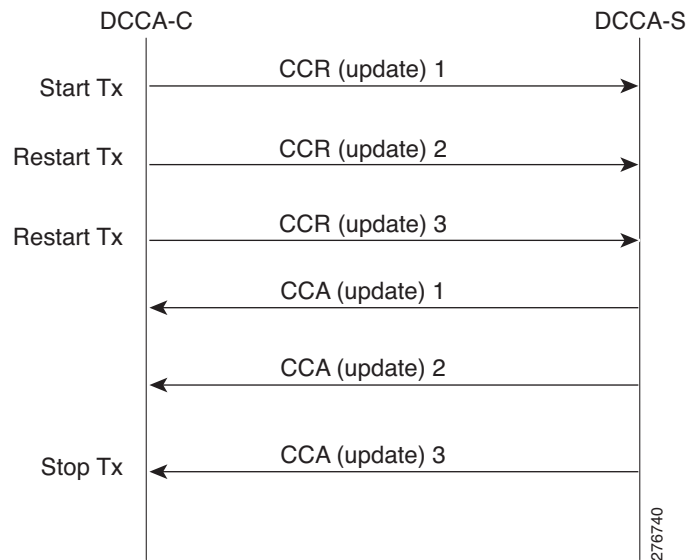 DCCA-C DCCA-S
Start Tx CCR (update) 1
Restart Tx CCR (update) 2
Restart Tx CCR (update) 3
CCA (update) 1
CCA (update) 2
Stop Tx CCA (update) 3
276740